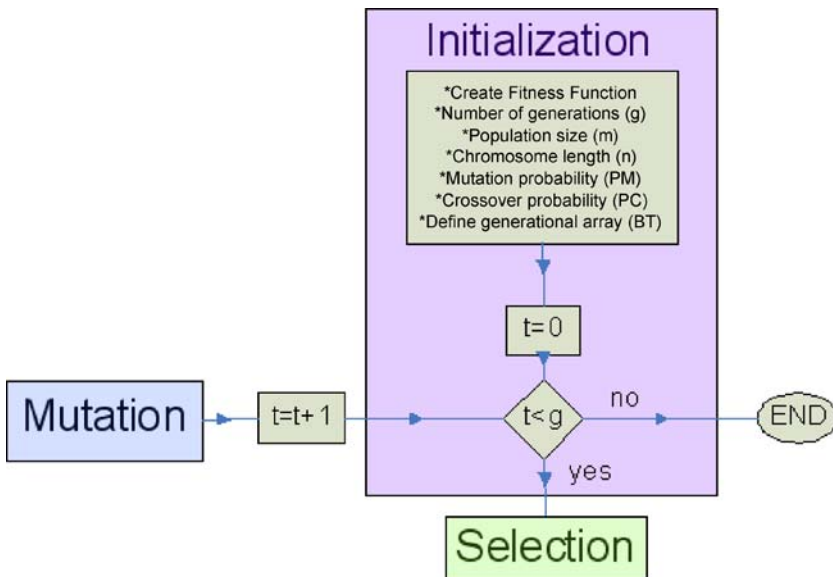 Initialization
*Create Fitness Function
*Number of generations (g)
*Population size (m)
*Chromosome length (n)
*Mutation probability (PM)
*Crossover probability (PC)
*Define generational array (BT)
t=0
Mutation
t=t+1
t<g
no
END
yes
Selection